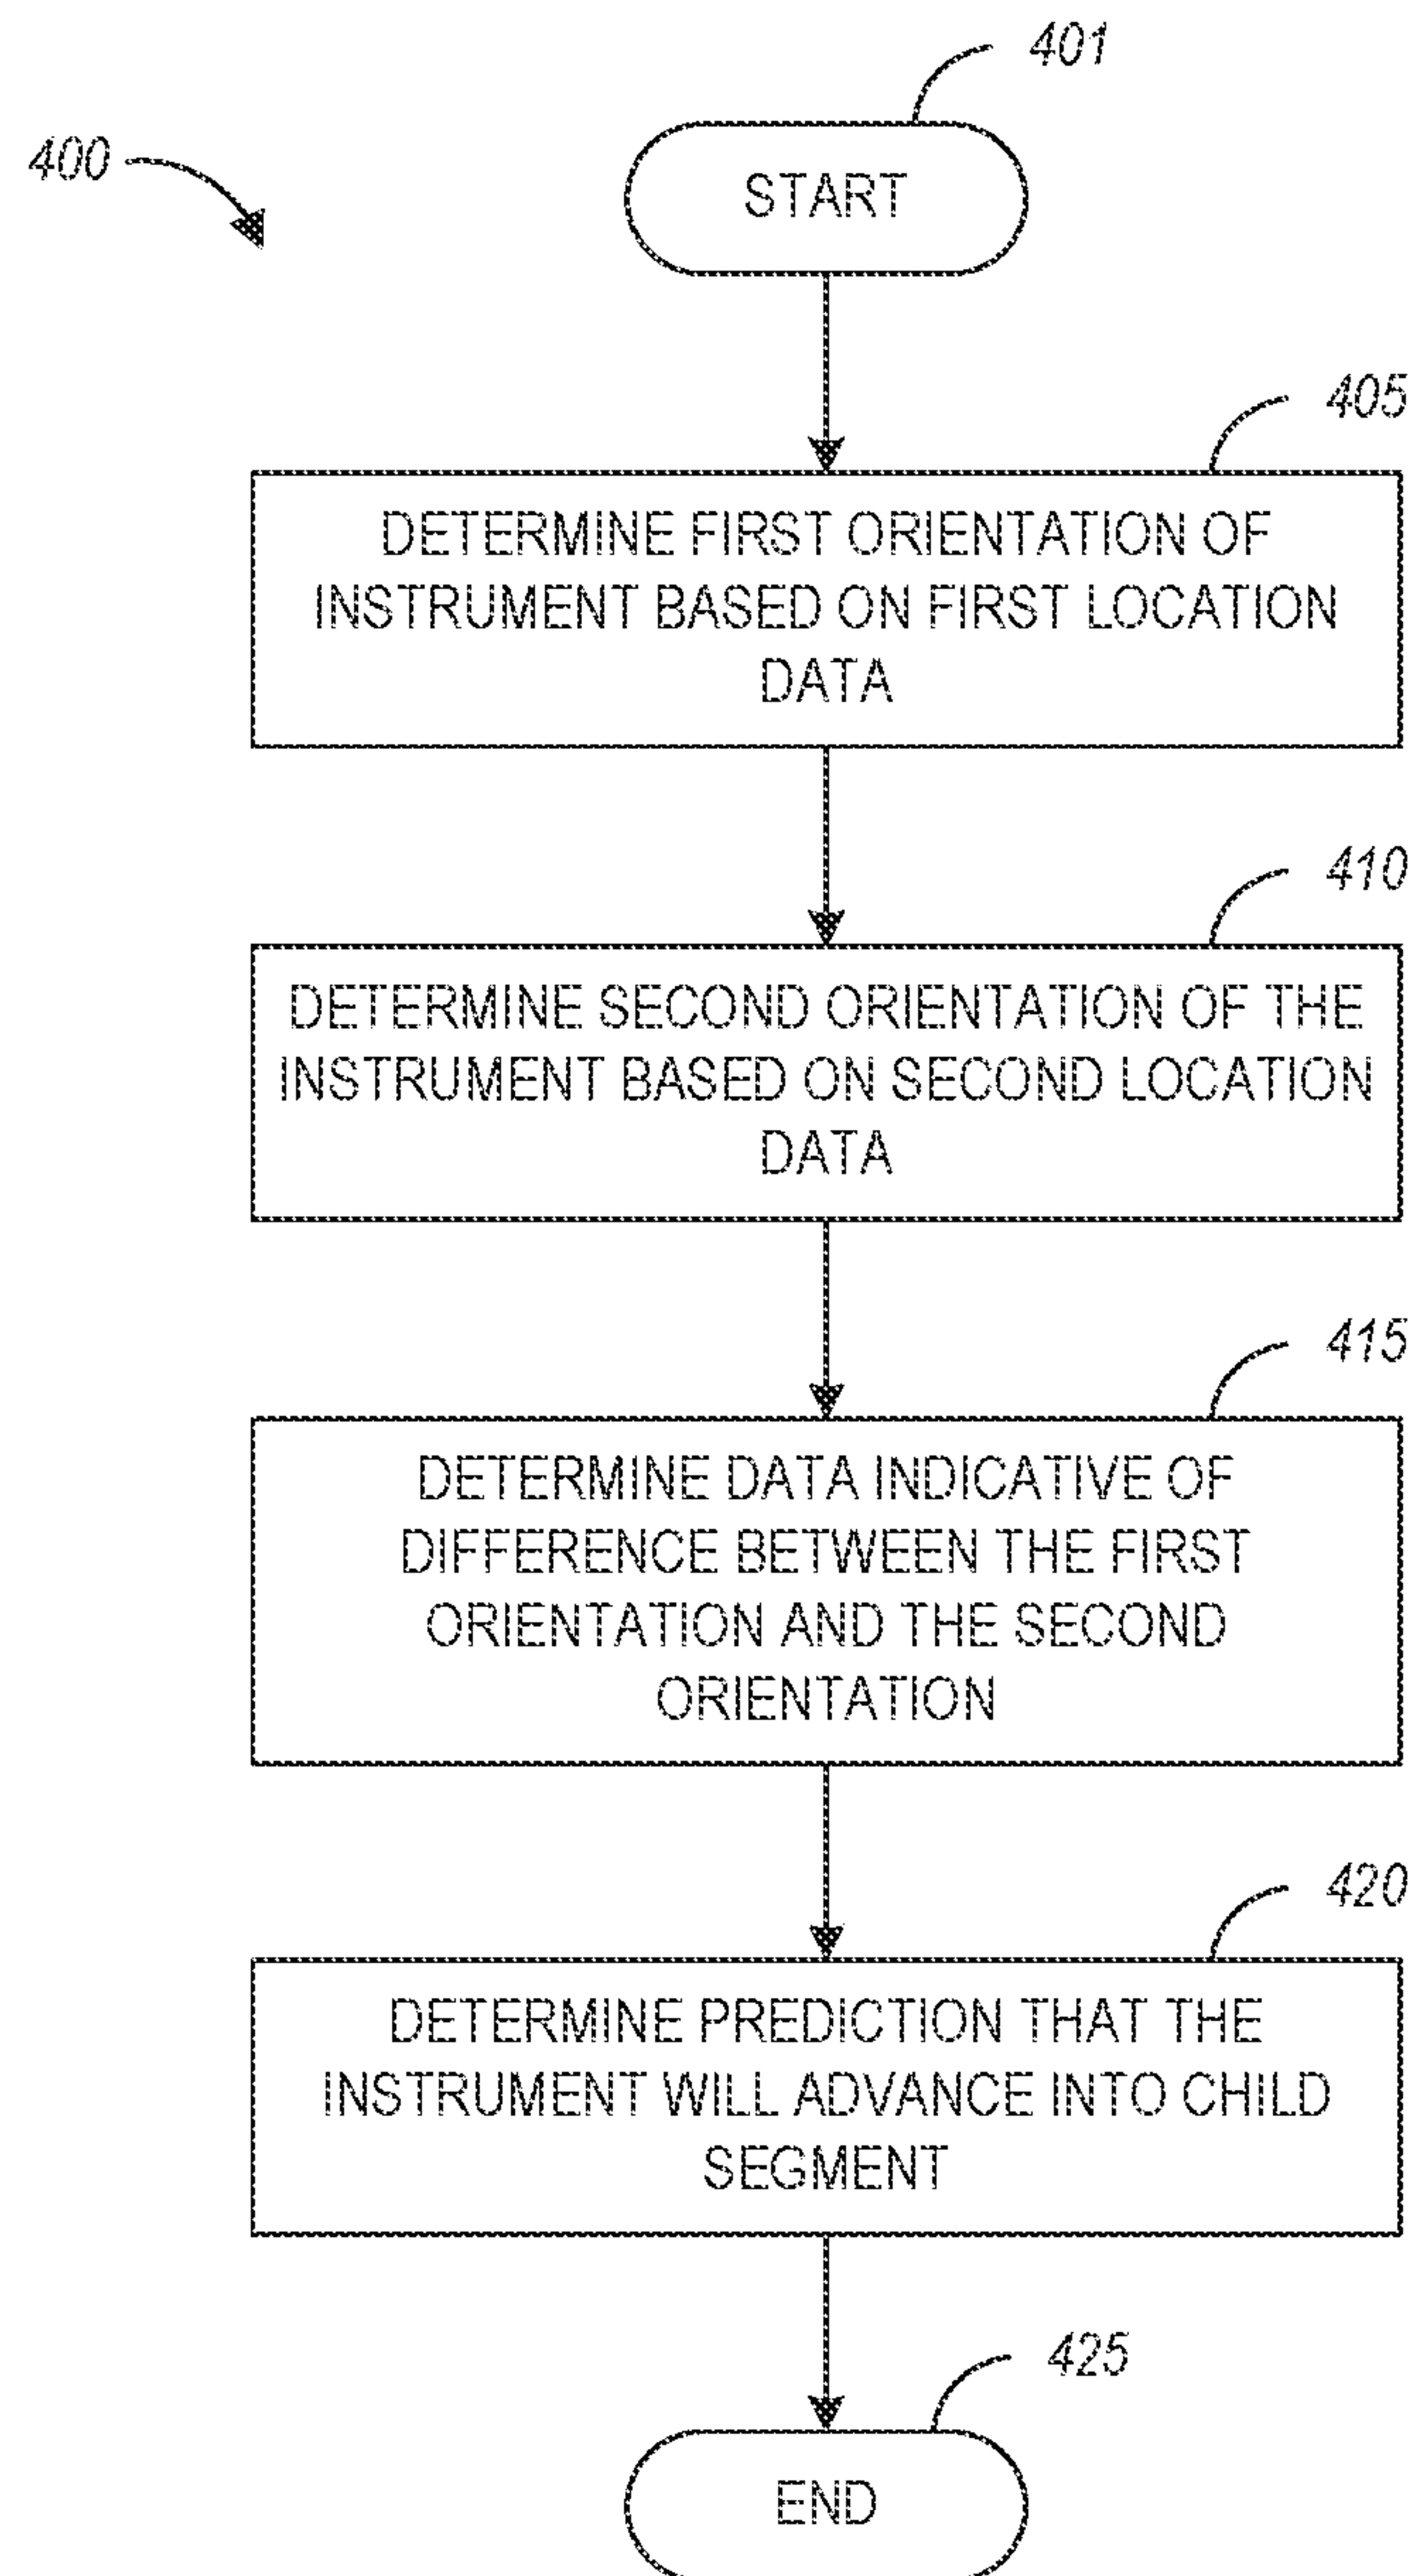 401
400
START
405
DETERMINE FIRST ORIENTATION OF
INSTRUMENT BASED ON FIRST LOCATION
DATA
410
DETERMINE SECOND ORIENTATION OF THE
INSTRUMENT BASED ON SECOND LOCATION
DATA
415
DETERMINE DATA INDICATIVE OF
DIFFERENCE BETWEEN THE FIRST
ORIENTATION AND THE SECOND
ORIENTATION
420
DETERMINE PREDICTION THAT THE
INSTRUMENT WILL ADVANCE INTO CHILD
SEGMENT
425
END